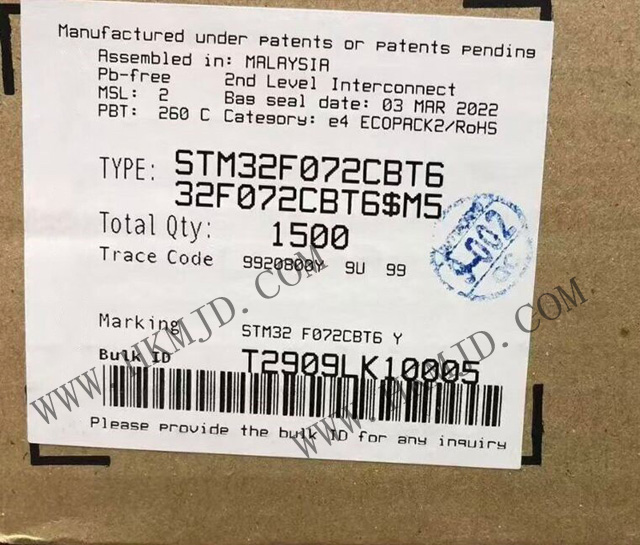 Manufactured under patents or patents pending
Assembled in: MALAYSIA
Pb-free 2nd Level Interconnect
MSL: 2 Bag seal date: 03 MAR 2022
PBT: 260 C Category: e4 ECOPACK2/RoHS
TYPE: STM32F072CBT6
32F072CBT6$M5
Total Qty: 1500
Trace Code 9920800Y 9U 99
Marking STM32 F072CBT6 Y
Bulk ID T2909LK10005
Please provide the bulk ID for any inquiry
WWW.HKMJD.COM
WWW.HKMJD.COM